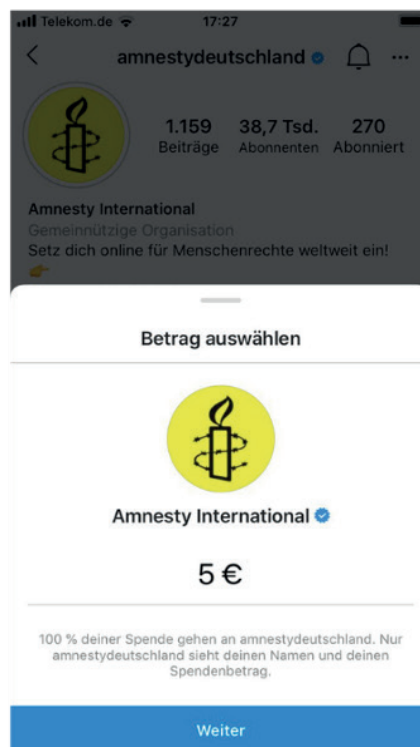 Telekom.de 17:27
amnestydeutschland ...
1.159 38,7 Tsd. 270
Beiträge Abonnenten Abonniert
Amnesty International
Gemeinnützige Organisation
Setz dich online für Menschenrechte weltweit ein!
Betrag auswählen
Amnesty International
5 €
100 % deiner Spende gehen an amnestydeutschland. Nur
amnestydeutschland sieht deinen Namen und deinen
Spendenbetrag.
Weiter